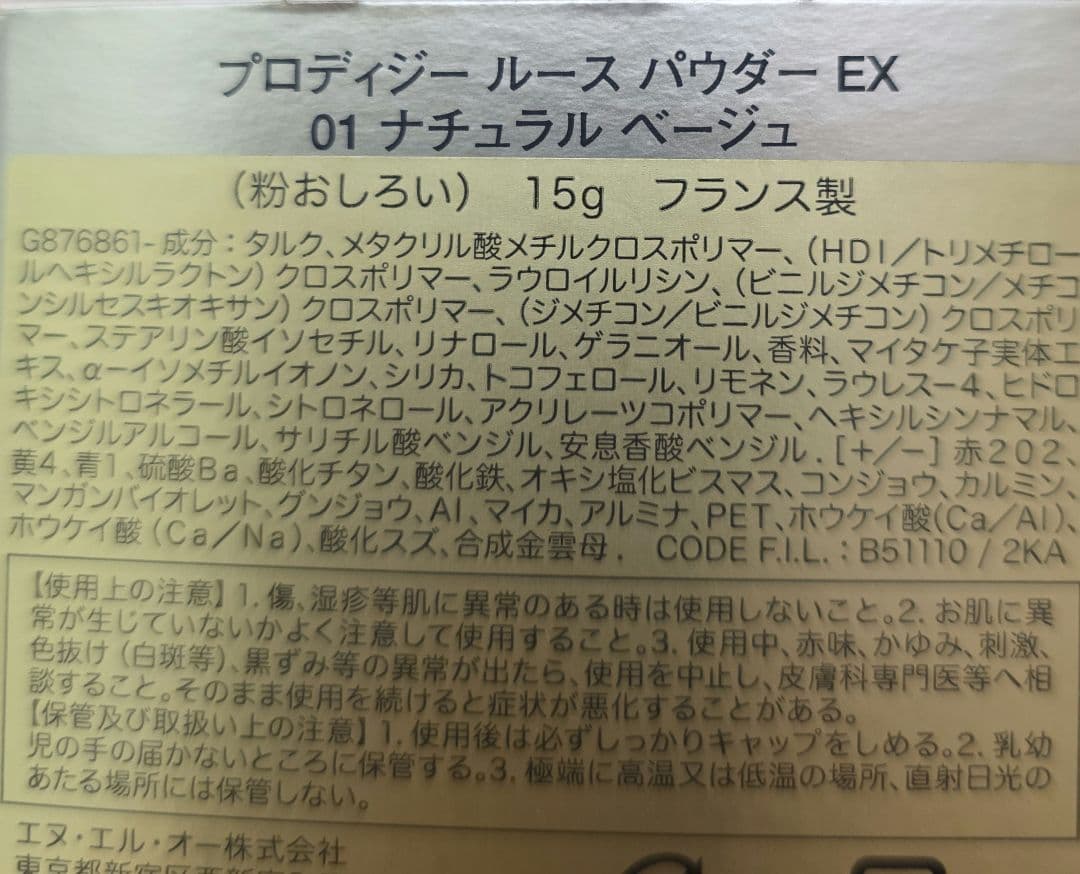 プロディジー ルース パウダー EX
01 ナチュラル ベージュ
（粉おしろい） 15g フランス製
G876861- 成分：タルク、メタクリル酸メチルクロスポリマー、（HDI／トリメチロー
ルヘキシルラクトン）クロスポリマー、ラウロイルリシン、（ビニルジメチコン／メチコ
ンシルセスキオキサン）クロスポリマー、（ジメチコン／ビニルジメチコン）クロスポリ
マー、ステアリン酸イソセチル、リナロール、ゲラニオール、香料、マイタケ子実体エ
キス、α－イソメチルイオノン、シリカ、トコフェロール、リモネン、ラウレス－4、ヒドロ
キシシトロネラール、シトロネロール、アクリレーツコポリマー、ヘキシルシンナマル、
ベンジルアルコール、サリチル酸ベンジル、安息香酸ベンジル．［＋／－］赤202、
黄4、青1、硫酸Ba、酸化チタン、酸化鉄、オキシ塩化ビスマス、コンジョウ、カルミン、
マンガンバイオレット、グンジョウ、Al、マイカ、アルミナ、PET、ホウケイ酸（Ca／Al）、
ホウケイ酸（Ca／Na）、酸化スズ、合成金雲母． CODE F.I.L.：B51110 / 2KA
【使用上の注意】1. 傷、湿疹等肌に異常のある時は使用しないこと。2. お肌に異
常が生じていないかよく注意して使用すること。3. 使用中、赤味、かゆみ、刺激、
色抜け（白斑等）、黒ずみ等の異常が出たら、使用を中止し、皮膚科専門医等へ相
談すること。そのまま使用を続けると症状が悪化することがある。
【保管及び取扱い上の注意】1. 使用後は必ずしっかりキャップをしめる。2. 乳幼
児の手の届かないところに保管する。3. 極端に高温又は低温の場所、直射日光の
あたる場所には保管しない。
エヌ・エル・オー株式会社
東京都新宿区西新宿